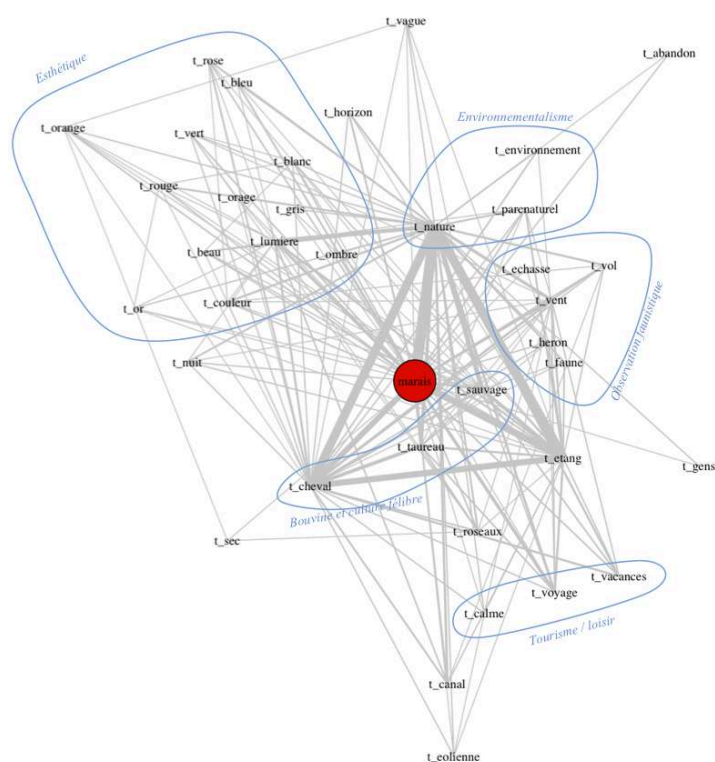 t_vague
t_abandon
Esthétique
t_rose
t_bleu
t_horizon
Environnementalisme
t_orange
t_vert
t_environnement
t_blanc
t_rouge
t_orage
t_gris
t_parcnaturel
t_nature
t_lumiere
t_beau
t_ombre
t_echasse
t_vol
t_couleur
t_vent
t_or
Observation faunistique
t_heron
t_nuit
t_faune
marais
t_sauvage
t_taureau
t_etang
t_gens
t_cheval
Bouvine et culture félibre
t_sec
t_roseaux
t_vacances
t_voyage
t_calme
Tourisme / loisir
t_canal
t_eolienne